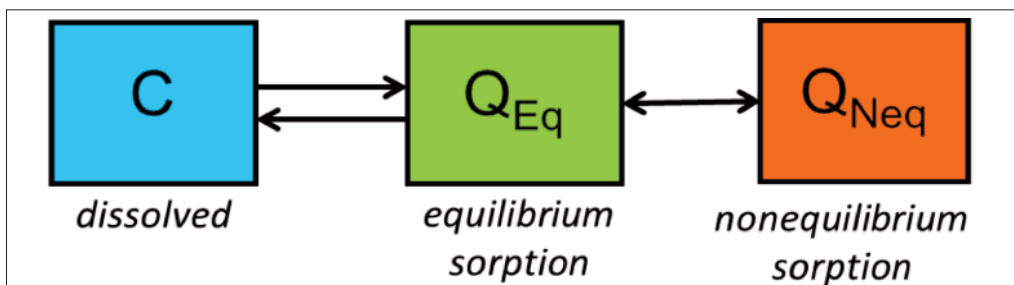 C
Q_Eq
Q_Neq
dissolved
equilibrium
sorption
nonequilibrium
sorption